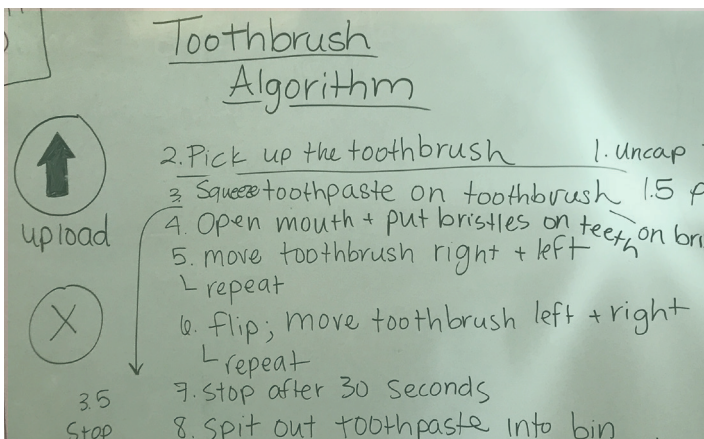 Toothbrush
Algorithm
2. Pick up the toothbrush
1. uncap
3. Squeeze toothpaste on toothbrush
1.5
4. Open mouth + put bristles on teeth
on
5. move toothbrush right + left
repeat
6. flip; move toothbrush left + right
repeat
7. Stop after 30 seconds
8. Spit out toothpaste into bin
upload
X
3.5
Stop